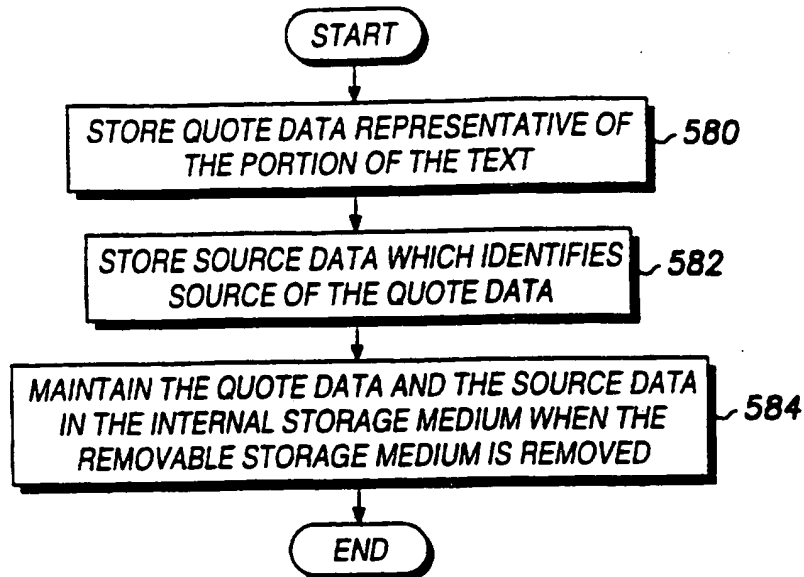 START
STORE QUOTE DATA REPRESENTATIVE OF
THE PORTION OF THE TEXT
580
STORE SOURCE DATA WHICH IDENTIFIES
SOURCE OF THE QUOTE DATA
582
MAINTAIN THE QUOTE DATA AND THE SOURCE DATA
IN THE INTERNAL STORAGE MEDIUM WHEN THE
REMOVABLE STORAGE MEDIUM IS REMOVED
584
END